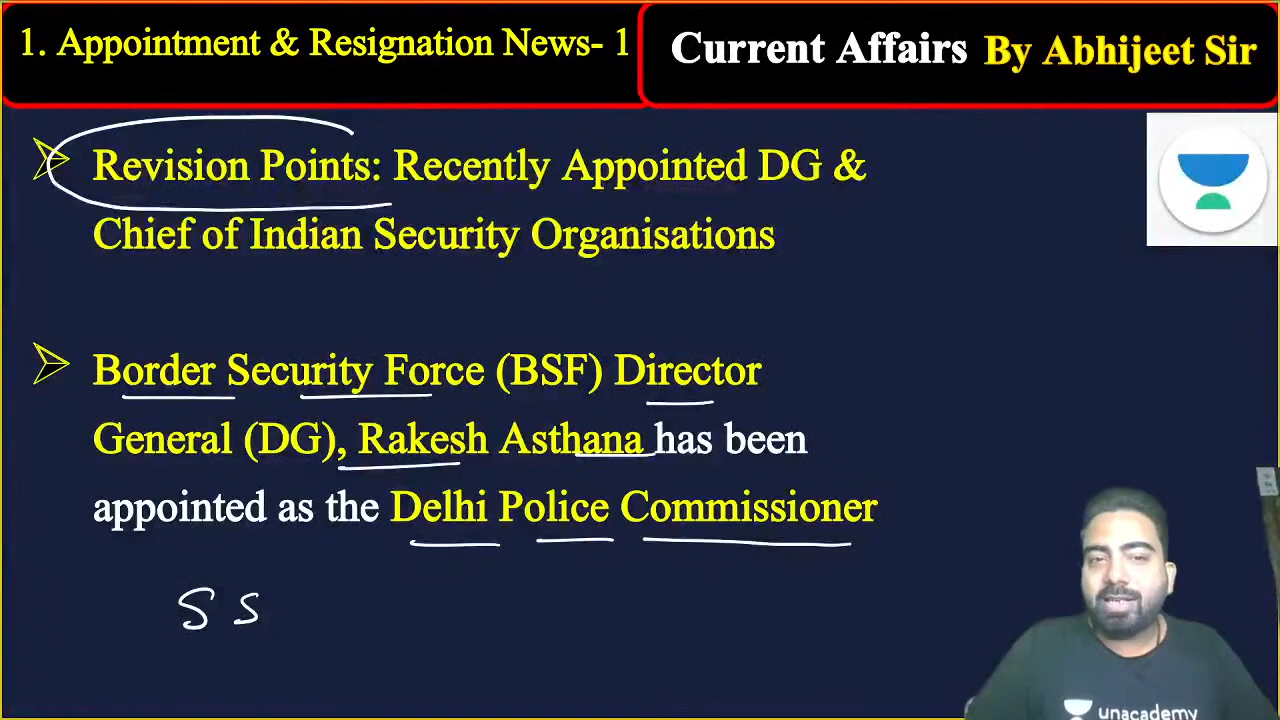 1. Appointment & Resignation News- 1
Current Affairs By Abhijeet Sir
Revision Points: Recently Appointed DG &
Chief of Indian Security Organisations
Border Security Force (BSF) Director
General (DG), Rakesh Asthana has been
appointed as the Delhi Police Commissioner
S S
unacademy